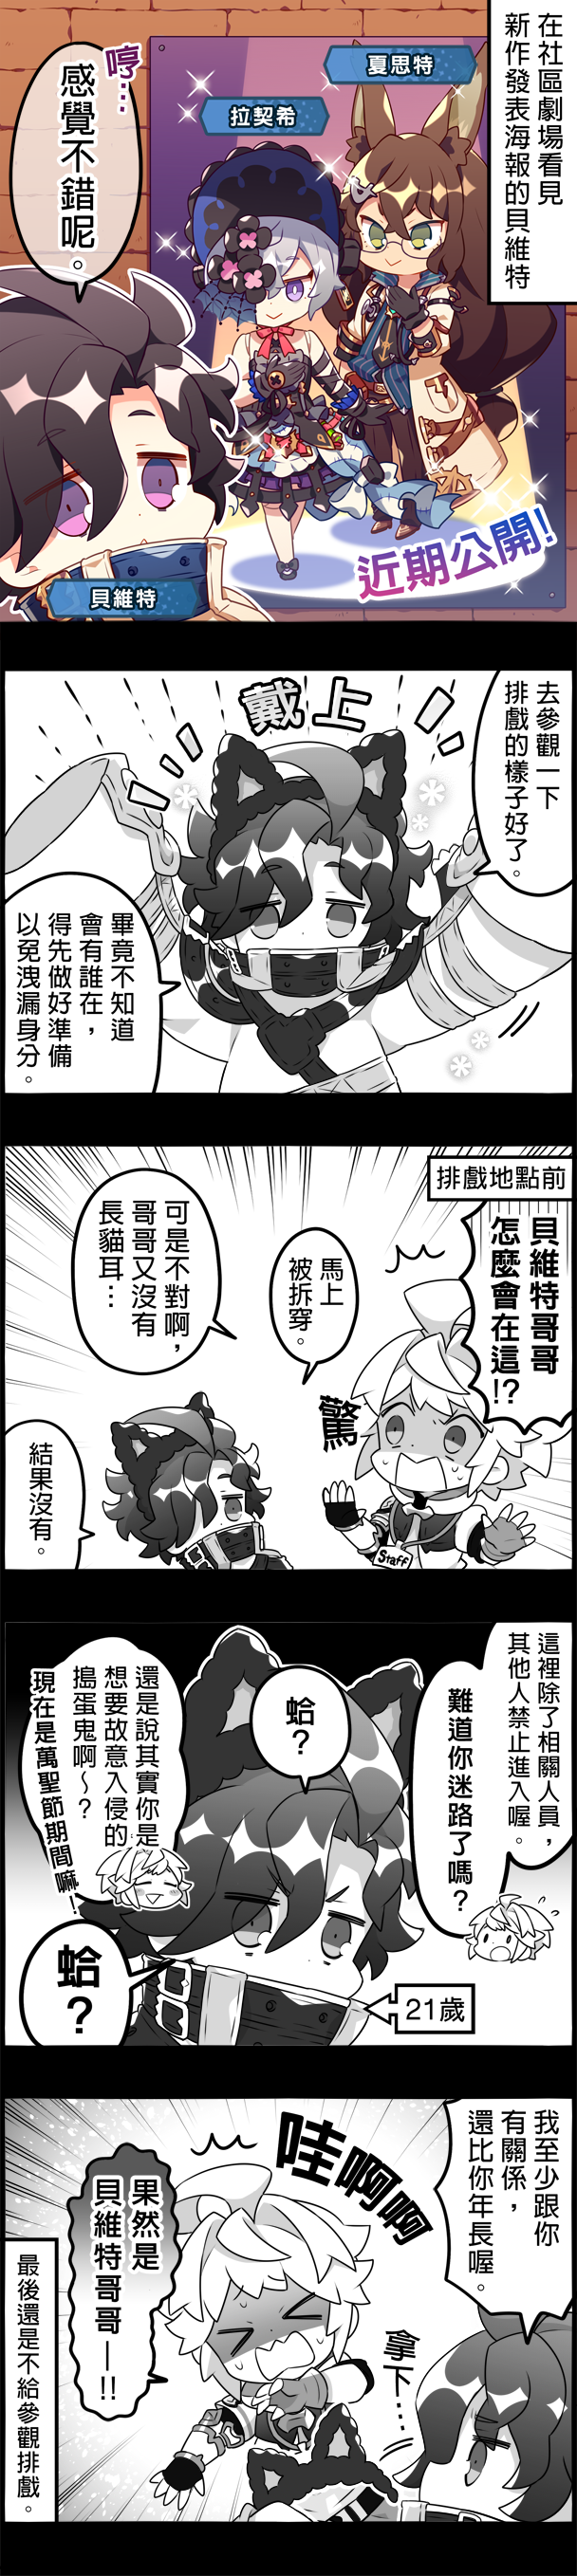 在社區劇場看見
新作發表海報的貝維特
夏思特
拉契希
哼…
感覺不錯呢。
貝維特
近期公開!
去參觀一下
排戲的樣子好了。
戴上
畢竟不知道
會有誰在，
得先做好準備
以免洩漏身分。
排戲地點前
貝維特哥哥
怎麼會在這!?
驚
Staff
馬上
被拆穿。
可是不對啊，
哥哥又沒有
長貓耳…
結果沒有。
這裡除了相關人員，
其他人禁止進入喔。
難道你迷路了嗎？
蛤？
還是說其實你是
想要故意入侵的
搗蛋鬼啊～？
現在是萬聖節期間嘛！
蛤？
21歲
我至少跟你
有關係，
還比你年長喔。
哇啊啊
拿下…
果然是
貝維特哥哥—!!
最後還是不給參觀排戲。